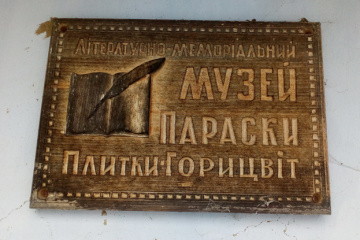 Літературно-меморіальний
МУЗЕЙ
ПАРАСКИ
Плитки-Горицвіт